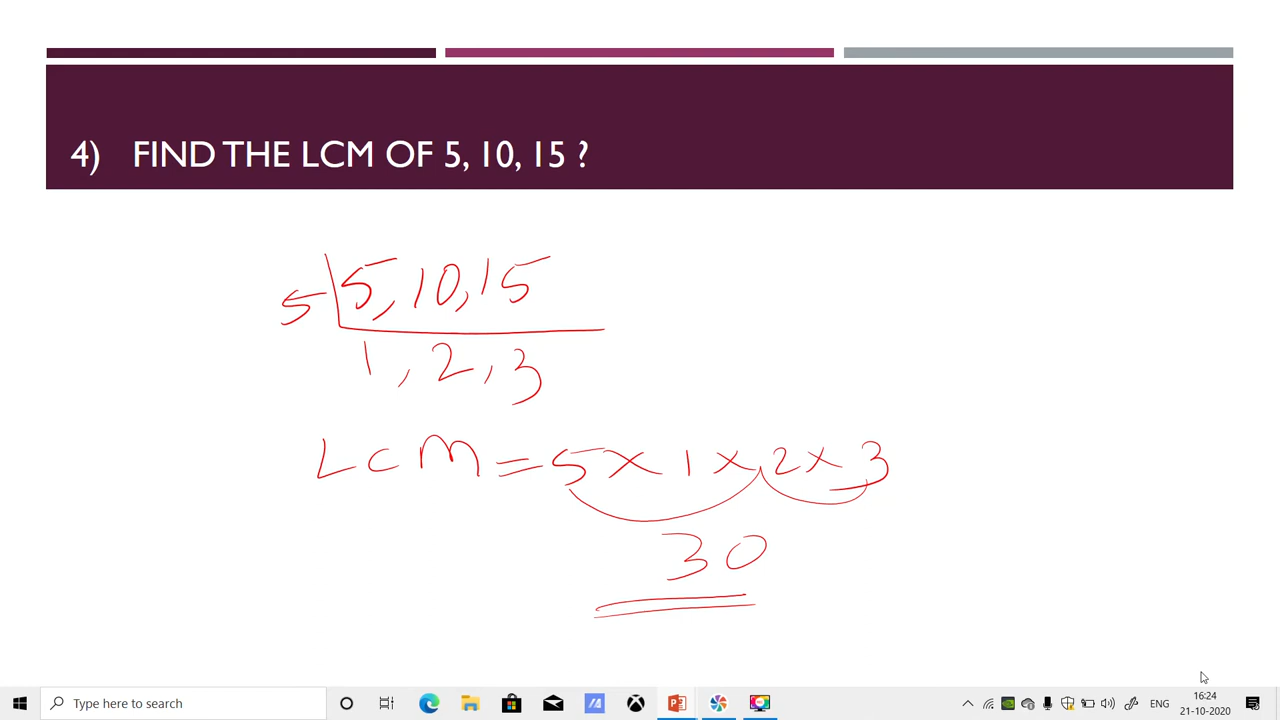 4) FIND THE LCM OF 5, 10, 15 ?
5 5, 10, 15
1, 2, 3
LCM = 5 x 1 x 2 x 3
30
Type here to search
ENG
16:24
21-10-2020